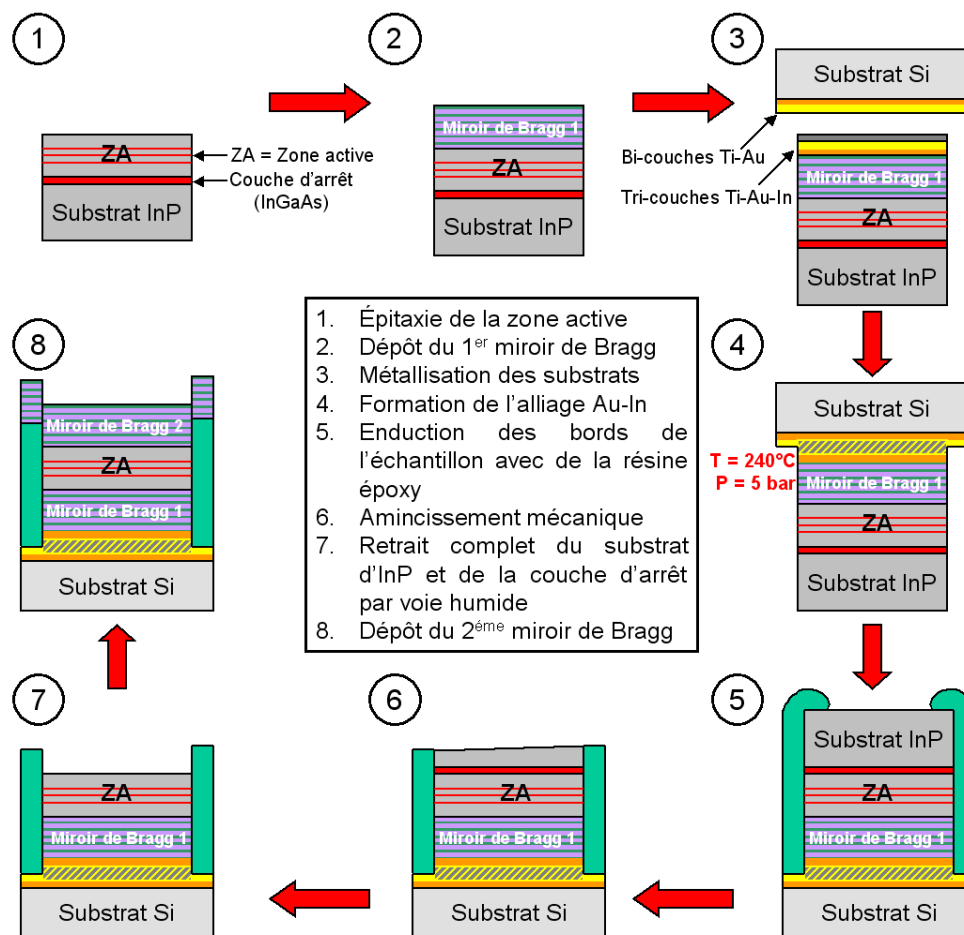 1
ZA
ZA = Zone active
Couche d'arrêt
(InGaAs)
Substrat InP
2
Miroir de Bragg 1
ZA
Substrat InP
3
Substrat Si
Bi-couches Ti-Au
Tri-couches Ti-Au-In
Miroir de Bragg 1
ZA
Substrat InP
1. Épitaxie de la zone active
2. Dépôt du 1er miroir de Bragg
3. Métallisation des substrats
4. Formation de l'alliage Au-In
5. Enduction des bords de
l'échantillon avec de la résine
époxy
6. Amincissement mécanique
7. Retrait complet du substrat
d'InP et de la couche d'arrêt
par voie humide
8. Dépôt du 2éme miroir de Bragg
4
Substrat Si
T = 240°C
P = 5 bar
Miroir de Bragg 1
ZA
Substrat InP
5
Substrat InP
ZA
Miroir de Bragg 1
Substrat Si
6
ZA
Miroir de Bragg 1
Substrat Si
7
ZA
Miroir de Bragg 1
Substrat Si
8
Miroir de Bragg 2
ZA
Miroir de Bragg 1
Substrat Si